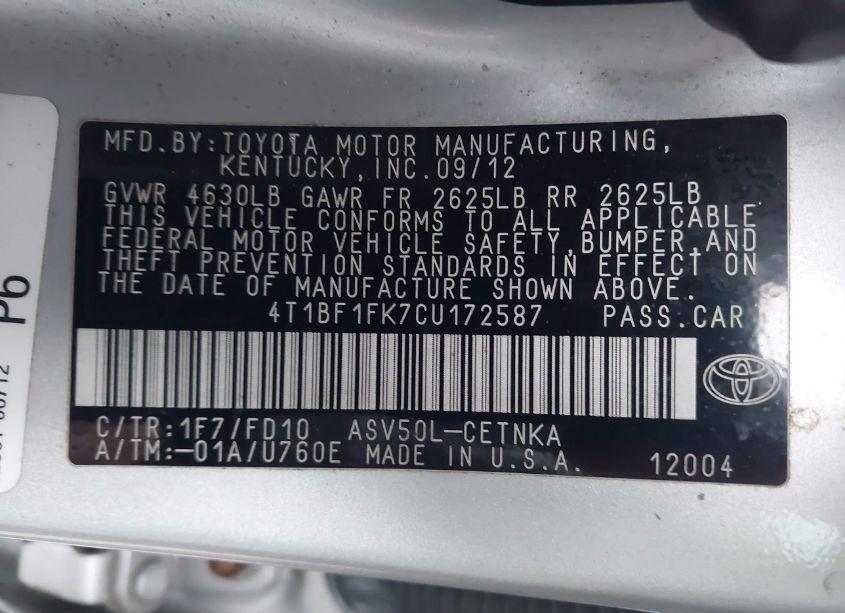 MFD.BY:TOYOTA MOTOR MANUFACTURING,
KENTUCKY,INC.09/12
GVWR 4630LB GAWR FR 2625LB RR 2625LB
THIS VEHICLE CONFORMS TO ALL APPLICABLE
FEDERAL MOTOR VEHICLE SAFETY,BUMPER,AND
THEFT PREVENTION STANDARDS IN EFFECT ON
THE DATE OF MANUFACTURE SHOWN ABOVE.
4T1BF1FK7CU172587 PASS.CAR
C/TR:1F7/FD10 ASV50L-CETNKA
A/TM:-01A/U760E MADE IN U.S.A. 12004
P6